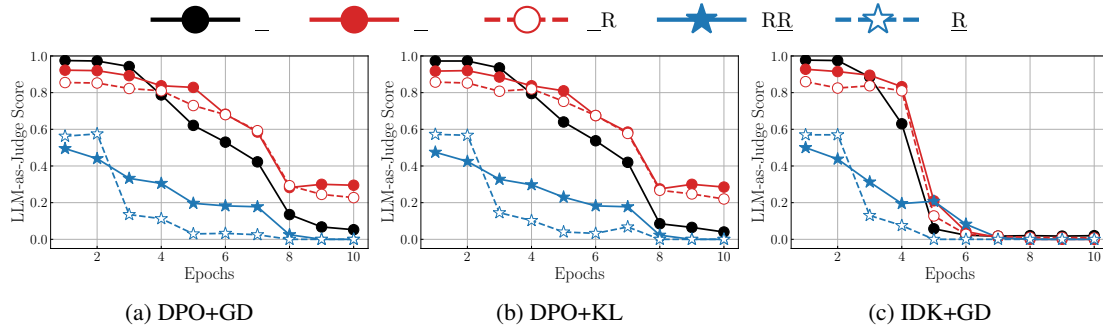 _ _ _R RR R
1.0 0.8 0.6 0.4 0.2 0.0
LLM-as-Judge Score
2 4 6 8 10
Epochs
(a) DPO+GD
1.0 0.8 0.6 0.4 0.2 0.0
LLM-as-Judge Score
2 4 6 8 10
Epochs
(b) DPO+KL
1.0 0.8 0.6 0.4 0.2 0.0
LLM-as-Judge Score
2 4 6 8 10
Epochs
(c) IDK+GD